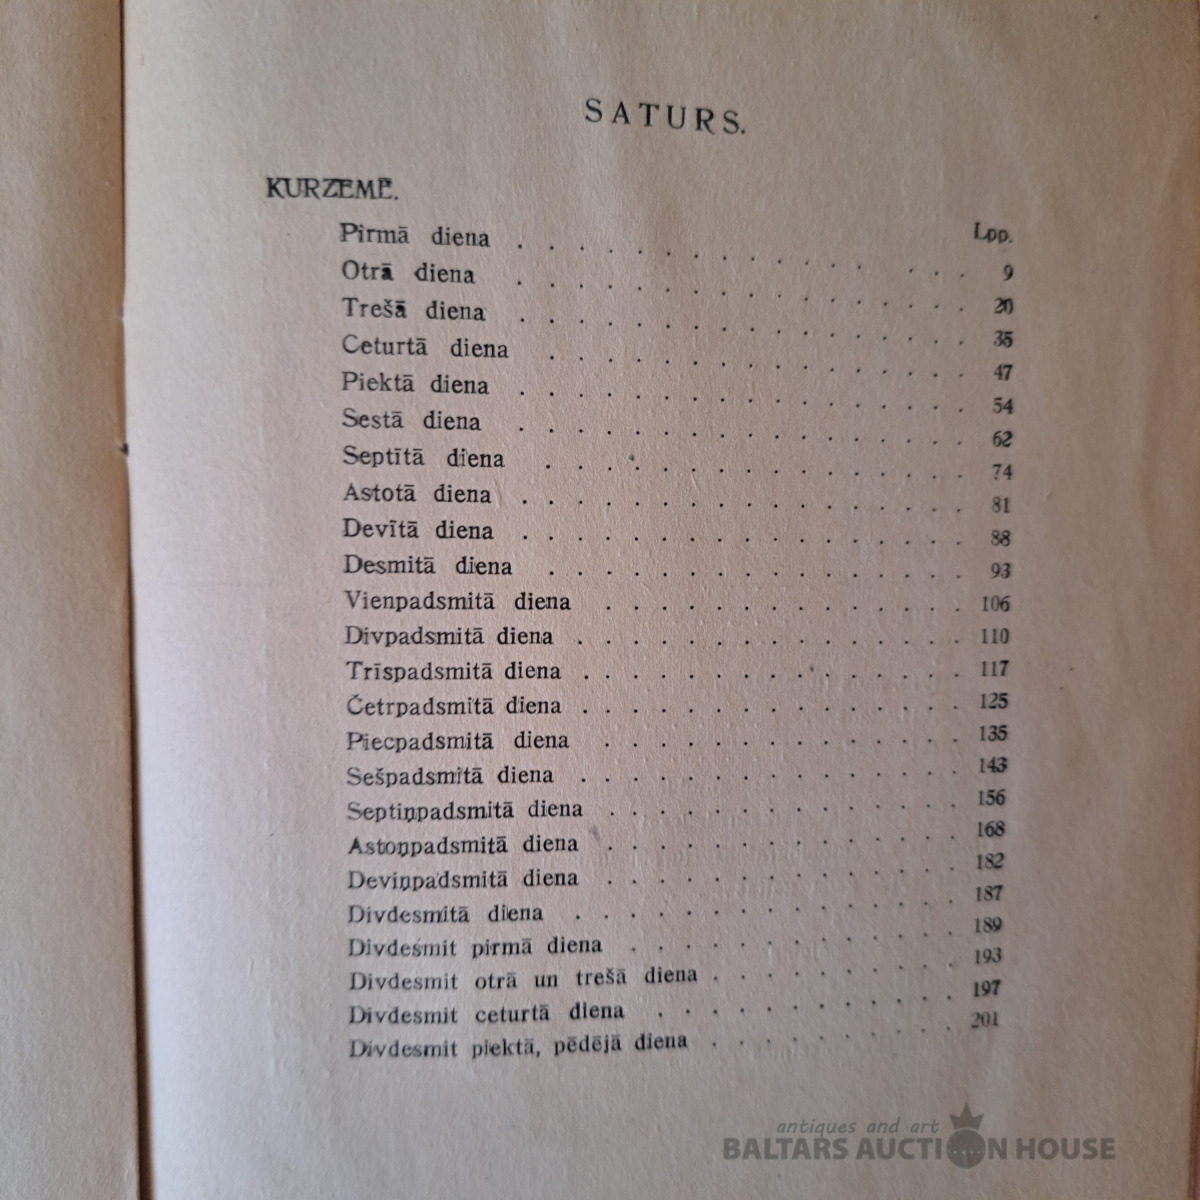 SATURS.
KURZEMĒ.
Lpp.
Pirmā diena . . . . . . . . . . . . . . . 9
Otrā diena . . . . . . . . . . . . . . . . 20
Trešā diena . . . . . . . . . . . . . . . . 35
Ceturtā diena . . . . . . . . . . . . . . . 47
Piektā diena . . . . . . . . . . . . . . . . 54
Sestā diena . . . . . . . . . . . . . . . . 62
Septītā diena . . . . . . . . . . . . . . . 74
Astotā diena . . . . . . . . . . . . . . . . 81
Devītā diena . . . . . . . . . . . . . . . . 88
Desmitā diena . . . . . . . . . . . . . . . 93
Vienpadsmitā diena . . . . . . . . . . . . . 106
Divpadsmitā diena . . . . . . . . . . . . . . 110
Trīspadsmitā diena . . . . . . . . . . . . . . 117
Četrpadsmitā diena . . . . . . . . . . . . . . 125
Piecpadsmitā diena . . . . . . . . . . . . . 135
Sešpadsmitā diena . . . . . . . . . . . . . . 143
Septiņpadsmitā diena . . . . . . . . . . . . . 156
Astoņpadsmitā diena . . . . . . . . . . . . . 168
Deviņpadsmitā diena . . . . . . . . . . . . . 182
Divdesmitā diena . . . . . . . . . . . . . . 187
Divdesmit pirmā diena . . . . . . . . . . . . 189
Divdesmit otrā un trešā diena . . . . . . . . . 193
Divdesmit ceturtā diena . . . . . . . . . . . 197
Divdesmit piektā, pēdējā diena . . . . . . . . . 201
antiques and art
BALTARS AUCTION HOUSE